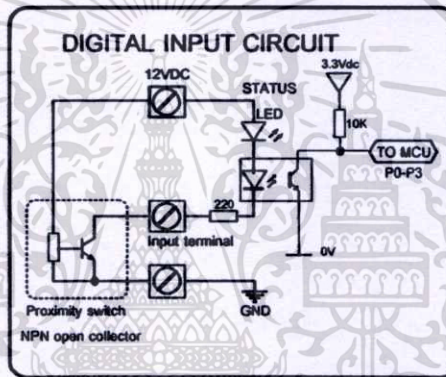 DIGITAL INPUT CIRCUIT
12VDC
STATUS
LED
3.3Vdc
10K
TO MCU
P0-P3
220
Input terminal
0V
GND
Proximity switch
NPN open collector